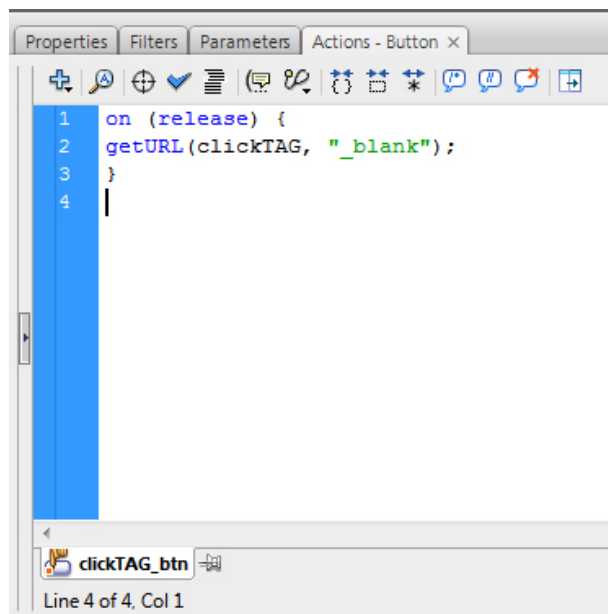 Properties Filters Parameters Actions - Button ×
1 on (release) {
2 getURL(clickTAG, "_blank");
3 }
4
clickTAG_btn
Line 4 of 4, Col 1